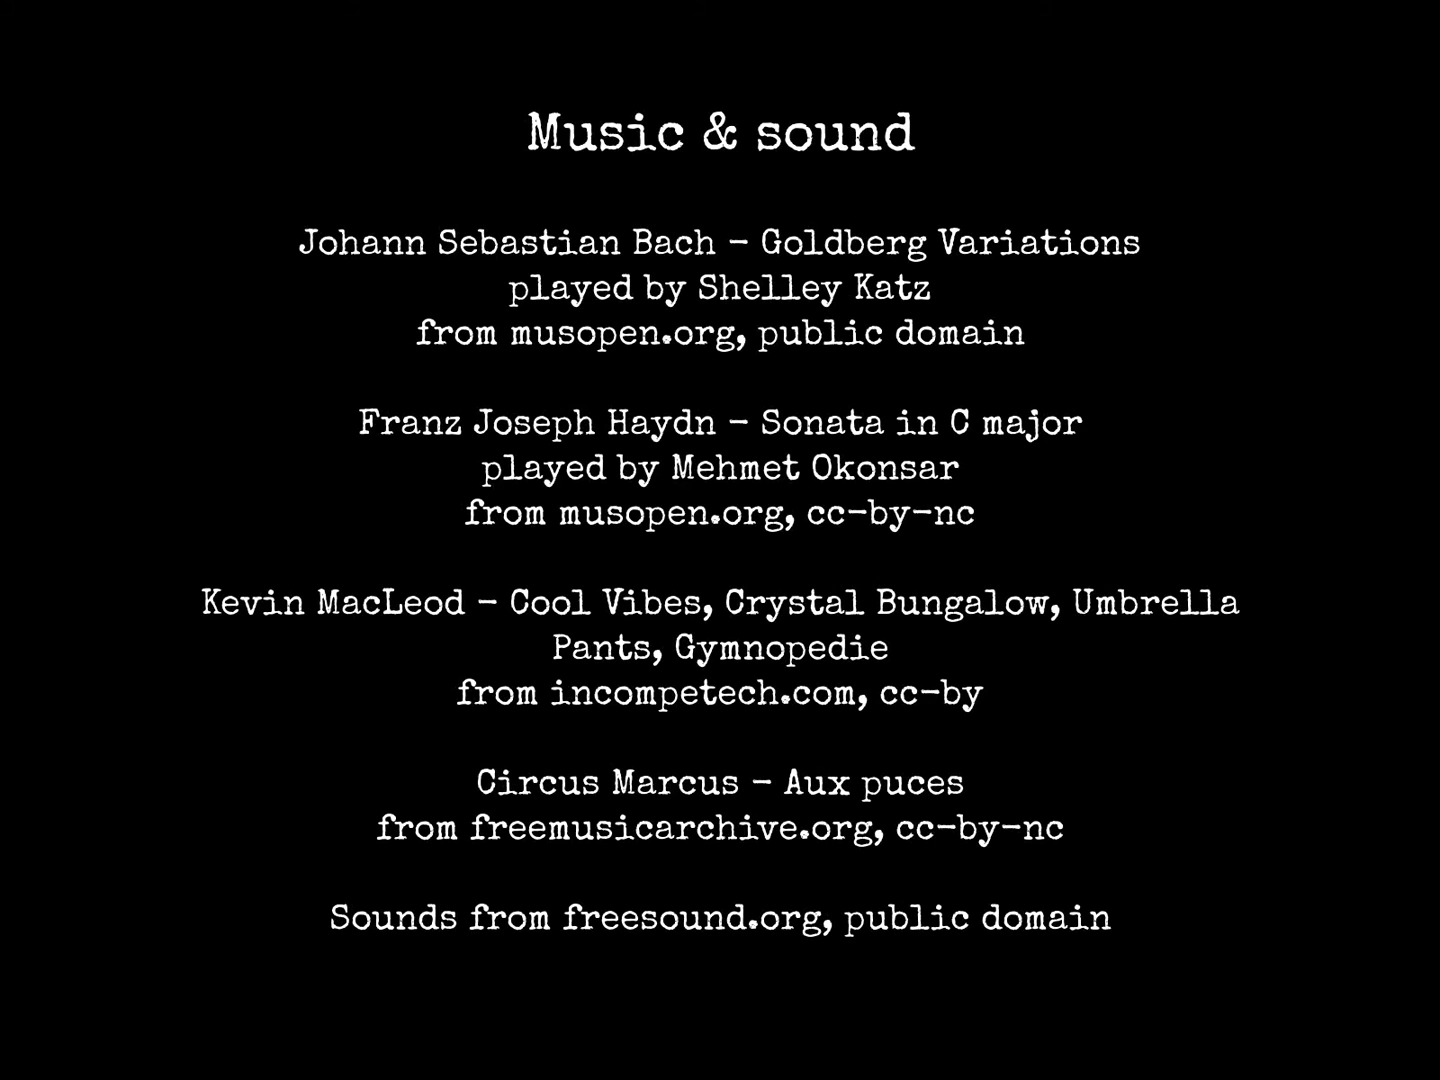 Music & sound
Johann Sebastian Bach - Goldberg Variations
played by Shelley Katz
from musopen.org, public domain
Franz Joseph Haydn - Sonata in C major
played by Mehmet Okonsar
from musopen.org, cc-by-nc
Kevin MacLeod - Cool Vibes, Crystal Bungalow, Umbrella
Pants, Gymnopedie
from incompetech.com, cc-by
Circus Marcus - Aux puces
from freemusicarchive.org, cc-by-nc
Sounds from freesound.org, public domain